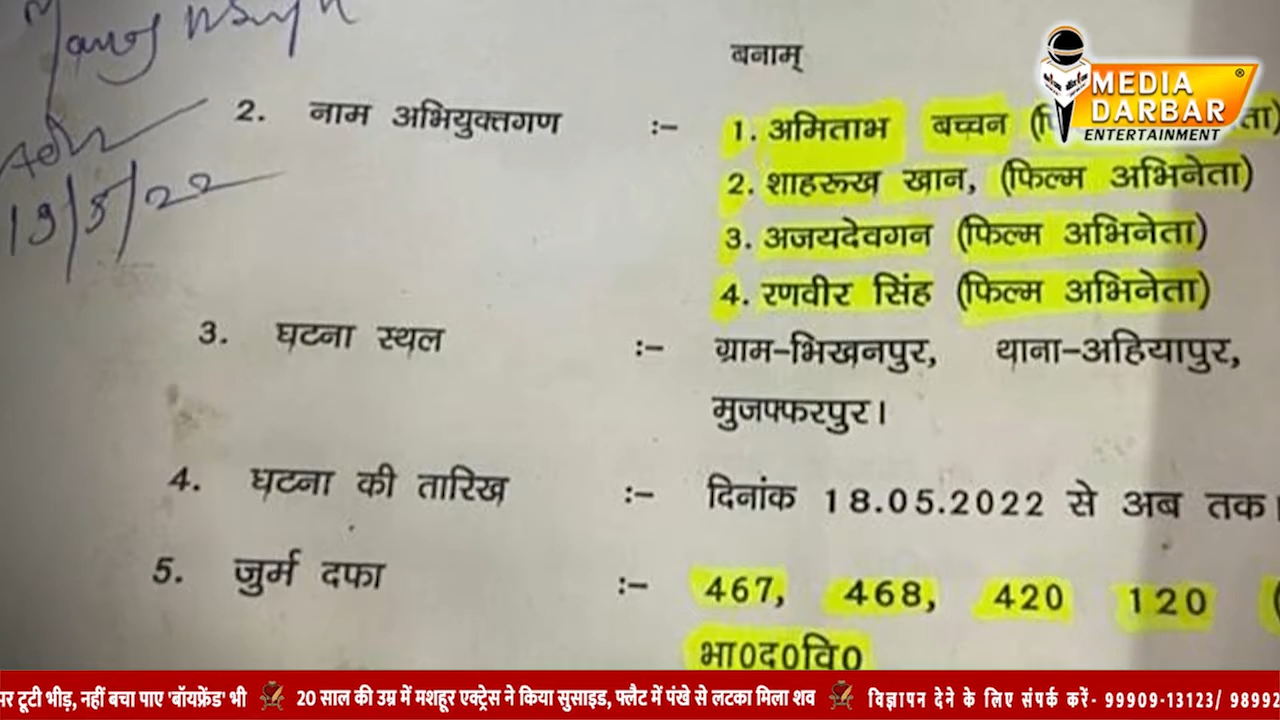 बनाम्
2. नाम अभियुक्तगण :– 1. अमिताभ बच्चन
2. शाहरूख खान, (फिल्म अभिनेता)
3. अजयदेवगन (फिल्म अभिनेता)
4. रणवीर सिंह (फिल्म अभिनेता)
3. घटना स्थल :– ग्राम–भिखनपुर, थाना–अहियापुर,
मुजफ्फरपुर।
4. घटना की तारिख :– दिनांक 18.05.2022 से अब तक।
5. जुर्म दफा :– 467, 468, 420 120
भा0द0वि0
19/5/22
MEDIA
DARBAR
®
ENTERTAINMENT
टूटी भीड़, नहीं बचा पाए 'बॉयफ्रेंड' भी 20 साल की उम्र में मशहूर एक्ट्रेस ने किया सुसाइड, फ्लैट में पंखे से लटका मिला शव विज्ञापन देने के लिए संपर्क करें- 99909-13123/ 98992